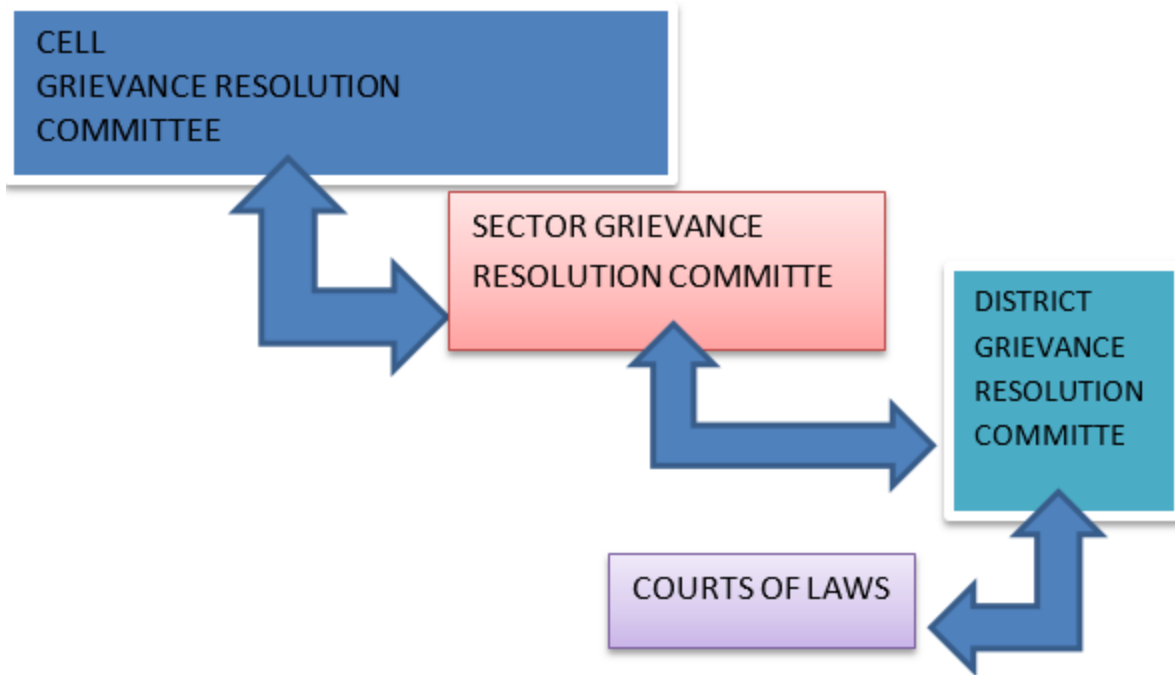 CELL
GRIEVANCE RESOLUTION
COMMITTEE
SECTOR GRIEVANCE
RESOLUTION COMMITTE
DISTRICT
GRIEVANCE
RESOLUTION
COMMITTE
COURTS OF LAWS